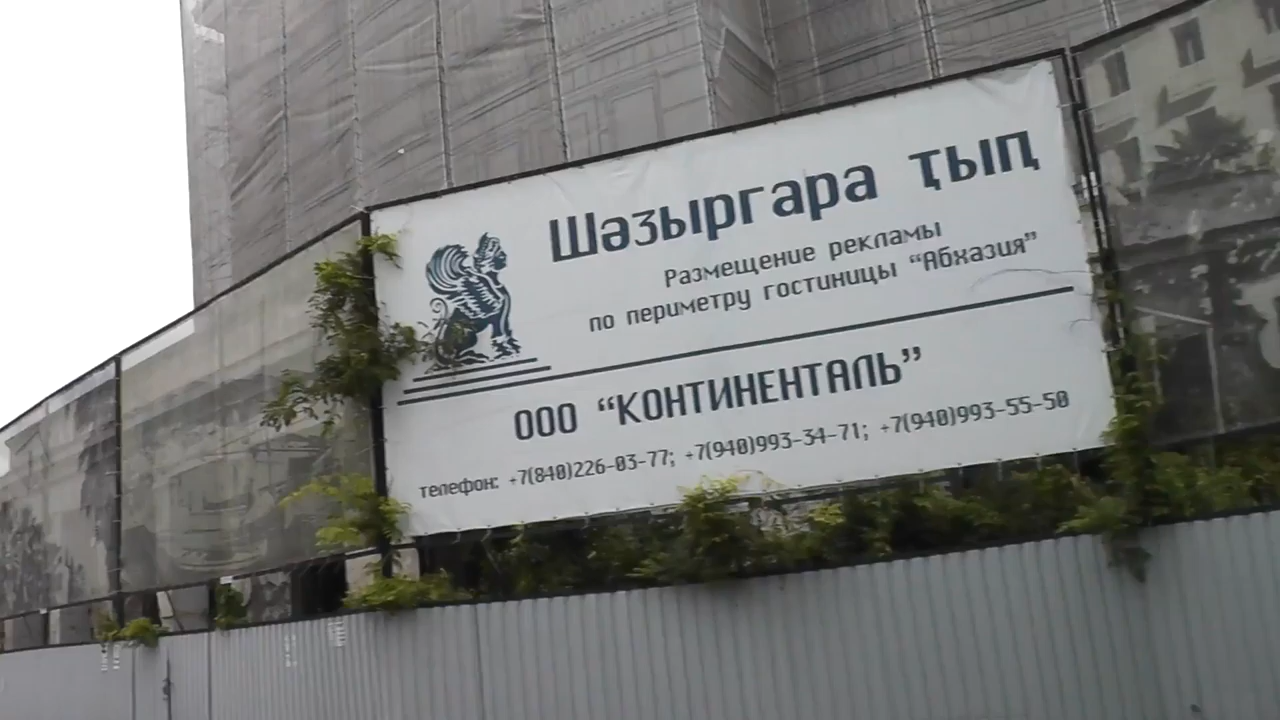 Шәӡыргара ҭыԥ
Размещение рекламы
по периметру гостиницы “Абхазия”
ООО “КОНТИНЕНТАЛЬ”
телефон: +7(840)226-03-77; +7(940)993-34-71; +7(940)993-55-50